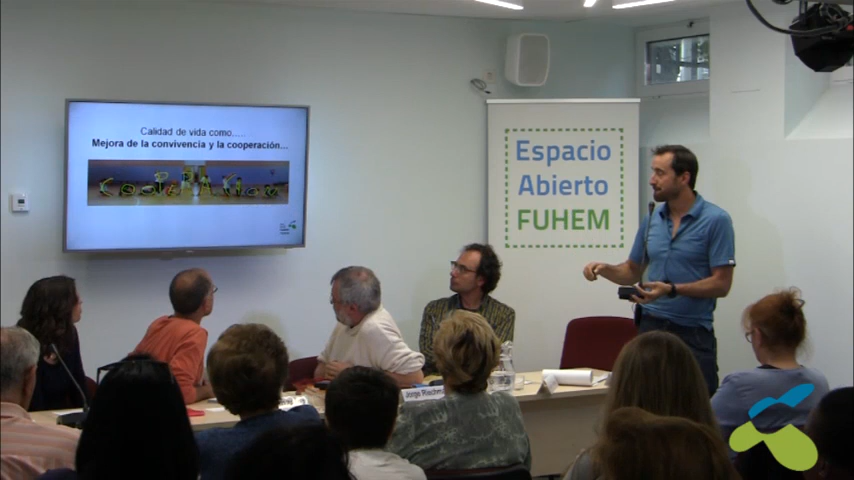 Calidad de vida como.....
Mejora de la convivencia y la cooperación...
Espacio
Abierto
FUHEM
Jorge Riechmann